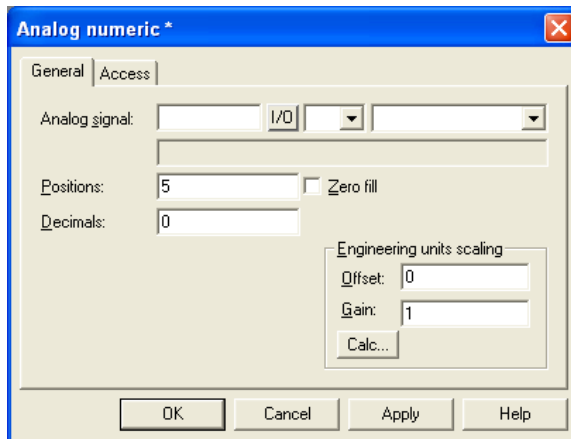 Analog numeric *
General Access
Analog signal: I/O
Positions: 5 Zero fill
Decimals: 0
Engineering units scaling
Offset: 0
Gain: 1
Calc...
OK Cancel Apply Help